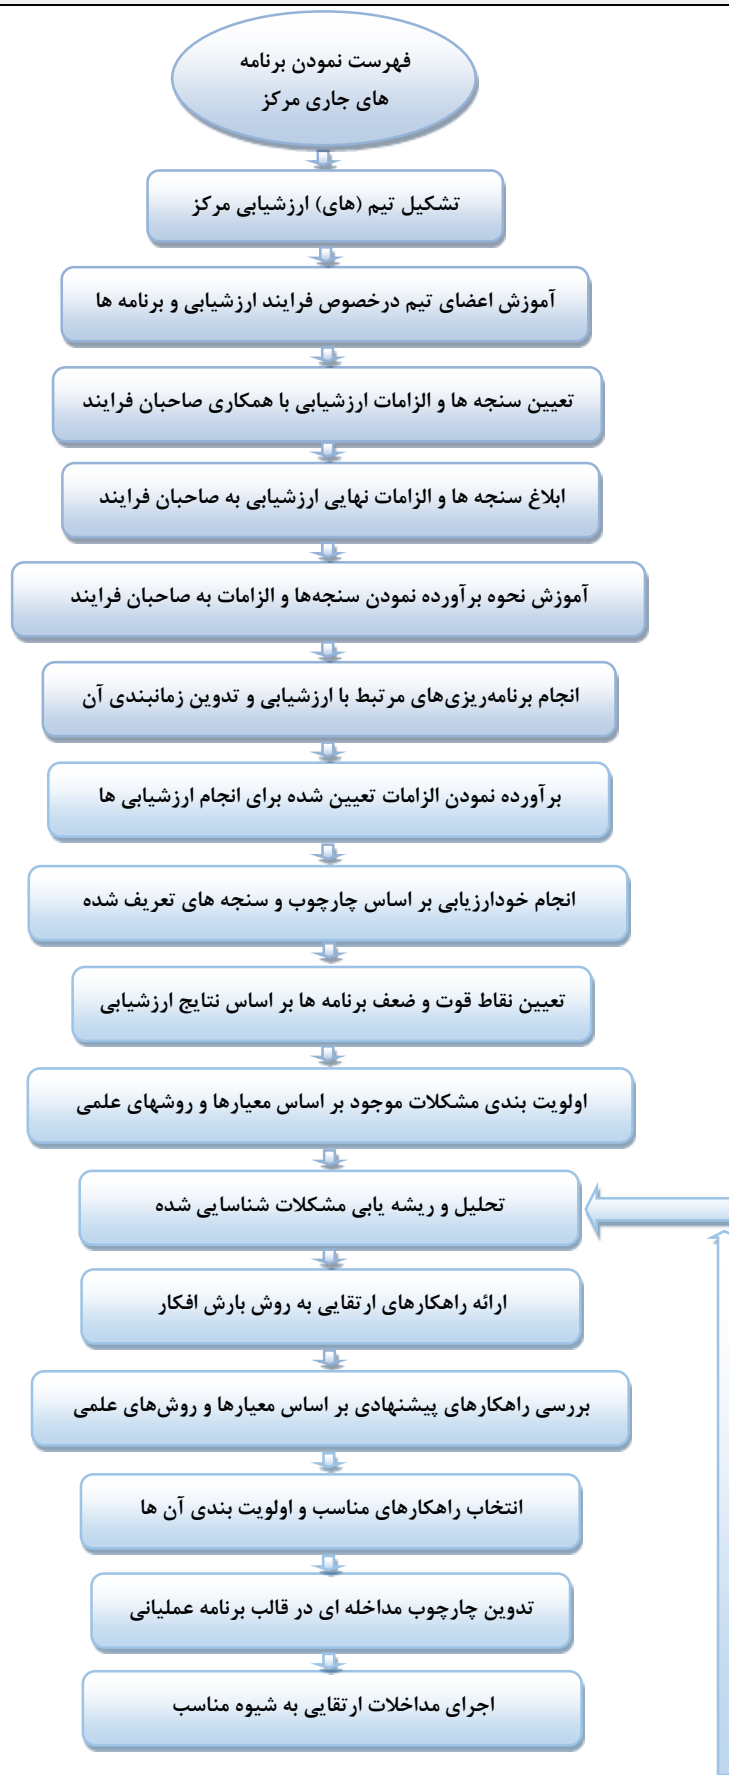 فهرست نمودن برنامه
های جاری مرکز
تشکیل تیم (های) ارزشیابی مرکز
آموزش اعضای تیم درخصوص فرایند ارزشیابی و برنامه ها
تعیین سنجه ها و الزامات ارزشیابی با همکاری صاحبان فرایند
ابلاغ سنجه ها و الزامات نهایی ارزشیابی به صاحبان فرایند
آموزش نحوه برآورده نمودن سنجه‌ها و الزامات به صاحبان فرایند
انجام برنامه‌ریزی‌های مرتبط با ارزشیابی و تدوین زمانبندی آن
برآورده نمودن الزامات تعیین شده برای انجام ارزشیابی ها
انجام خودارزیابی بر اساس چارچوب و سنجه های تعریف شده
تعیین نقاط قوت و ضعف برنامه ها بر اساس نتایج ارزشیابی
اولویت بندی مشکلات موجود بر اساس معیارها و روشهای علمی
تحلیل و ریشه یابی مشکلات شناسایی شده
ارائه راهکارهای ارتقایی به روش بارش افکار
بررسی راهکارهای پیشنهادی بر اساس معیارها و روش‌های علمی
انتخاب راهکارهای مناسب و اولویت بندی آن ها
تدوین چارچوب مداخله ای در قالب برنامه عملیاتی
اجرای مداخلات ارتقایی به شیوه مناسب